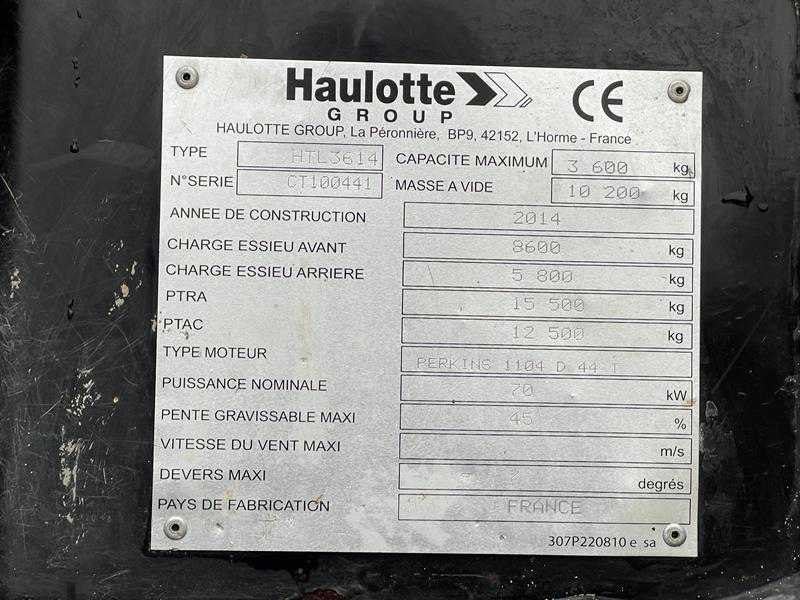 Haulotte
GROUP
CE
HAULOTTE GROUP, La Péronnière, BP9, 42152, L'Horme - France
TYPE HTL3614 CAPACITE MAXIMUM 3 600 kg
N°SERIE CT100441 MASSE A VIDE 10 200 kg
ANNEE DE CONSTRUCTION 2014
CHARGE ESSIEU AVANT 8600 kg
CHARGE ESSIEU ARRIERE 5 800 kg
PTRA 15 500 kg
PTAC 12 500 kg
TYPE MOTEUR PERKINS 1104 D 44 T
PUISSANCE NOMINALE 70 kW
PENTE GRAVISSABLE MAXI 45 %
VITESSE DU VENT MAXI m/s
DEVERS MAXI degrés
PAYS DE FABRICATION FRANCE
307P220810 e sa